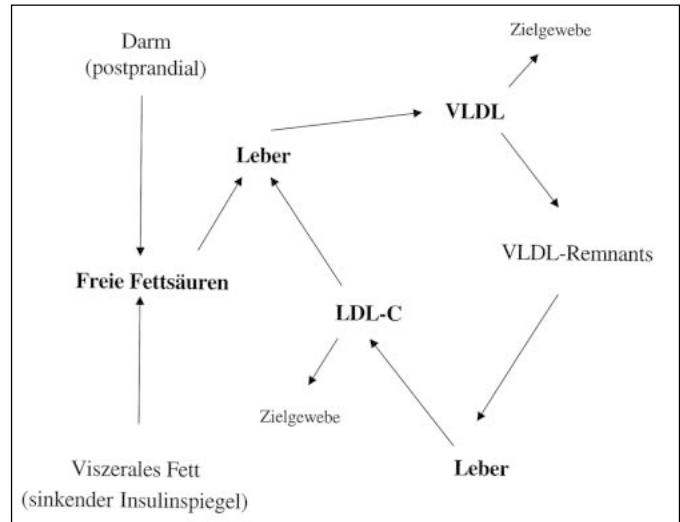 Darm
(postprandial)
Zielgewebe
VLDL
Leber
VLDL-Remnants
Freie Fettsäuren
LDL-C
Zielgewebe
Viszerales Fett
(sinkender Insulinspiegel)
Leber